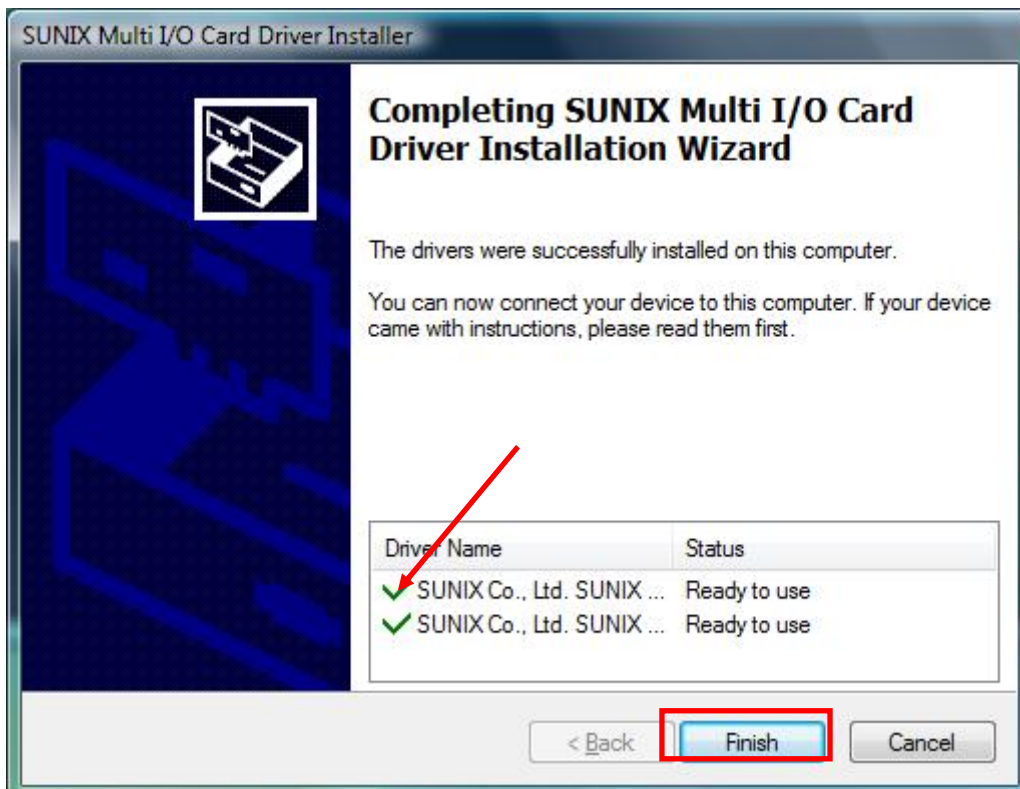 SUNIX Multi I/O Card Driver Installer
Completing SUNIX Multi I/O Card
Driver Installation Wizard
The drivers were successfully installed on this computer.
You can now connect your device to this computer. If your device
came with instructions, please read them first.
Driver Name Status
SUNIX Co., Ltd. SUNIX ... Ready to use
SUNIX Co., Ltd. SUNIX ... Ready to use
< Back Finish Cancel